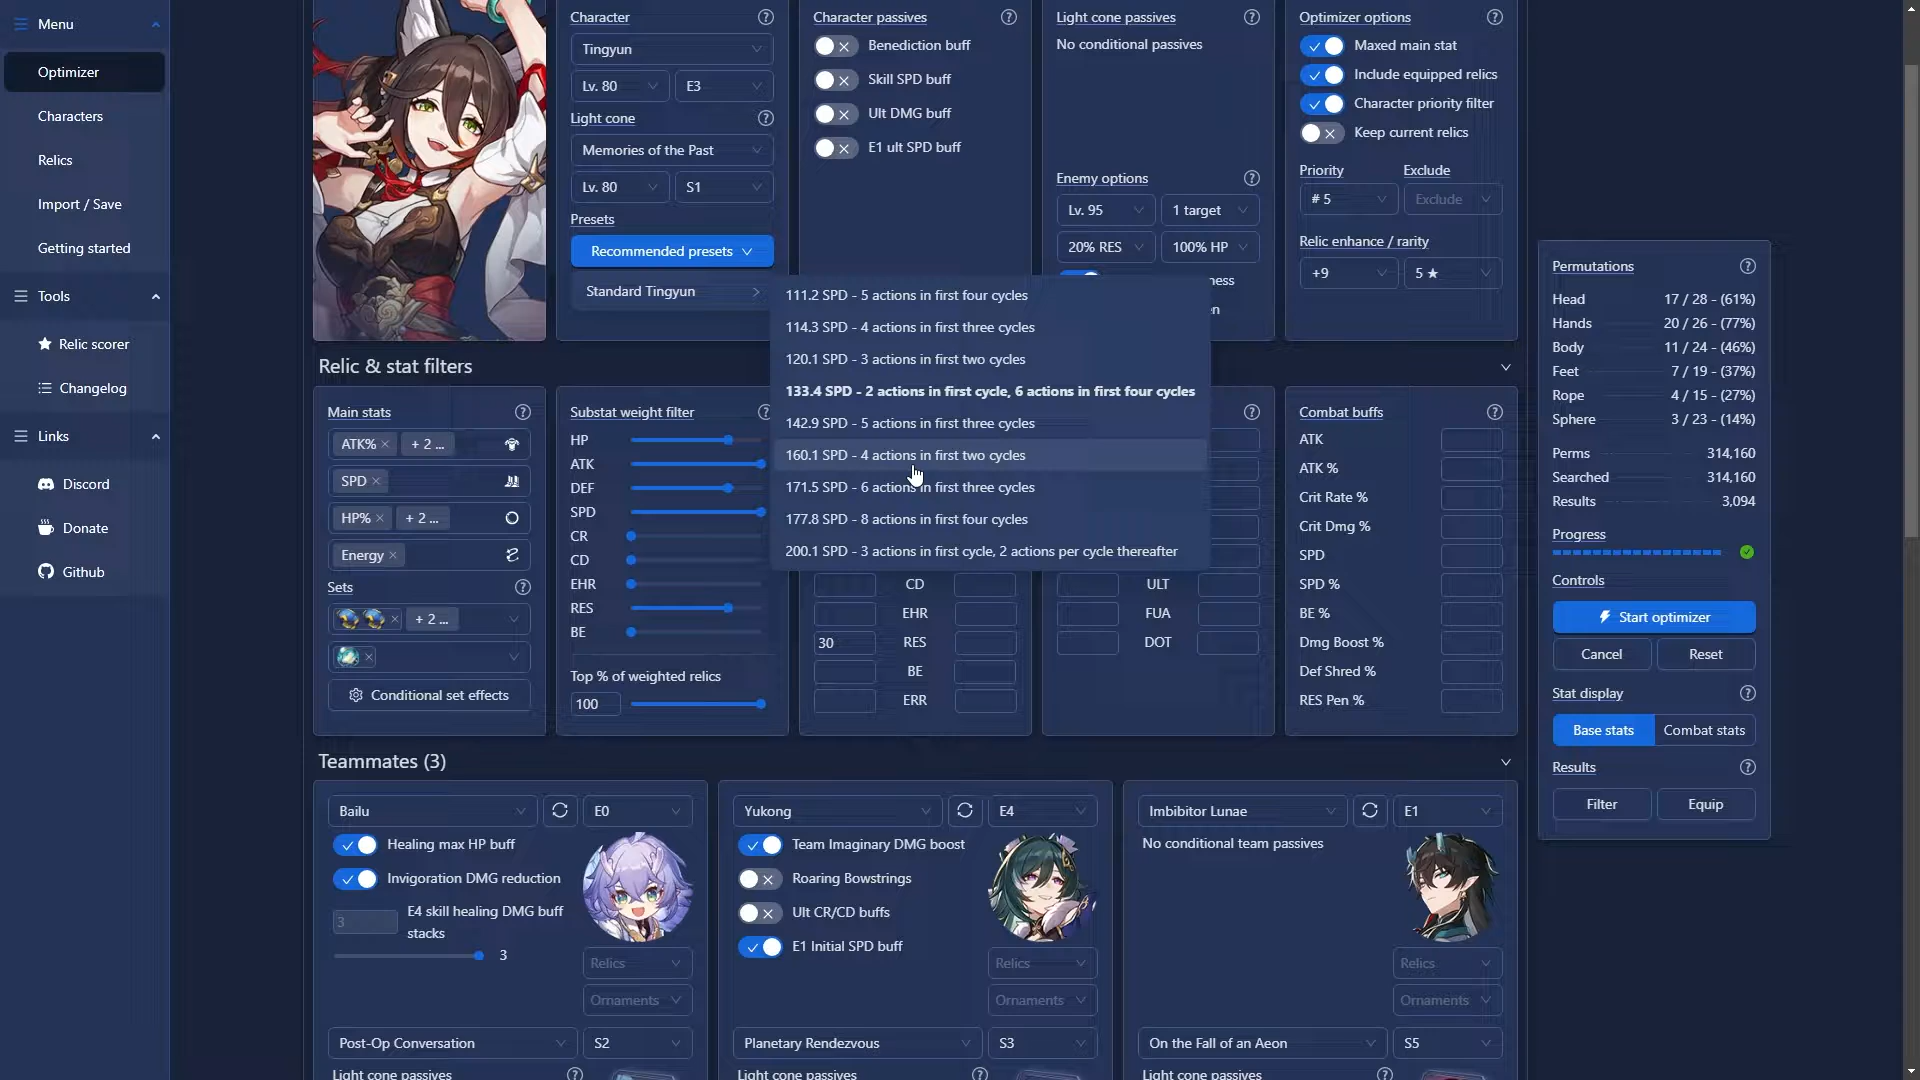 Menu
Optimizer
Characters
Relics
Import / Save
Getting started
Tools
Relic scorer
Changelog
Links
Discord
Donate
Github
Character
Tingyun
Lv. 80
E3
Light cone
Memories of the Past
Lv. 80
S1
Presets
Recommended presets
Standard Tingyun
Character passives
Benediction buff
Skill SPD buff
Ult DMG buff
E1 ult SPD buff
Light cone passives
No conditional passives
Enemy options
Lv. 95
1 target
20% RES
100% HP
ness
en
Optimizer options
Maxed main stat
Include equipped relics
Character priority filter
Keep current relics
Priority
Exclude
# 5
Exclude
Relic enhance / rarity
+9
5 ★
111.2 SPD - 5 actions in first four cycles
114.3 SPD - 4 actions in first three cycles
120.1 SPD - 3 actions in first two cycles
133.4 SPD - 2 actions in first cycle, 6 actions in first four cycles
142.9 SPD - 5 actions in first three cycles
160.1 SPD - 4 actions in first two cycles
171.5 SPD - 6 actions in first three cycles
177.8 SPD - 8 actions in first four cycles
200.1 SPD - 3 actions in first cycle, 2 actions per cycle thereafter
Relic & stat filters
Main stats
ATK%
+ 2 ...
SPD
HP%
+ 2 ...
Energy
Sets
+ 2 ...
Conditional set effects
Substat weight filter
HP
ATK
DEF
SPD
CR
CD
EHR
RES
BE
Top % of weighted relics
100
CD
EHR
30
RES
BE
ERR
ULT
FUA
DOT
Combat buffs
ATK
ATK %
Crit Rate %
Crit Dmg %
SPD
SPD %
BE %
Dmg Boost %
Def Shred %
RES Pen %
Permutations
Head
17 / 28 - (61%)
Hands
20 / 26 - (77%)
Body
11 / 24 - (46%)
Feet
7 / 19 - (37%)
Rope
4 / 15 - (27%)
Sphere
3 / 23 - (14%)
Perms
314,160
Searched
314,160
Results
3,094
Progress
Controls
Start optimizer
Cancel
Reset
Stat display
Base stats
Combat stats
Results
Filter
Equip
Teammates (3)
Bailu
E0
Healing max HP buff
Invigoration DMG reduction
3
E4 skill healing DMG buff
stacks
3
Relics
Ornaments
Post-Op Conversation
S2
Light cone passives
Yukong
E4
Team Imaginary DMG boost
Roaring Bowstrings
Ult CR/CD buffs
E1 Initial SPD buff
Relics
Ornaments
Planetary Rendezvous
S3
Light cone passives
Imbibitor Lunae
E1
No conditional team passives
Relics
Ornaments
On the Fall of an Aeon
S5
Light cone passives